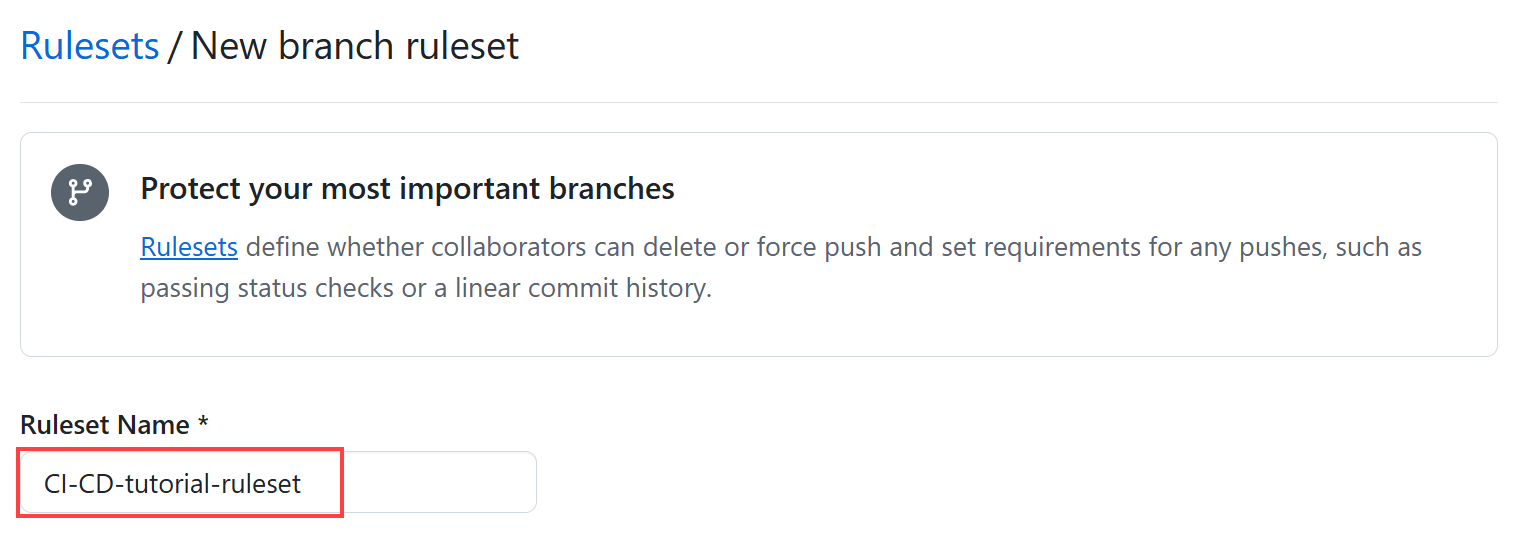 Rulesets / New branch ruleset
Protect your most important branches
Rulesets define whether collaborators can delete or force push and set requirements for any pushes, such as
passing status checks or a linear commit history.
Ruleset Name *
CI-CD-tutorial-ruleset